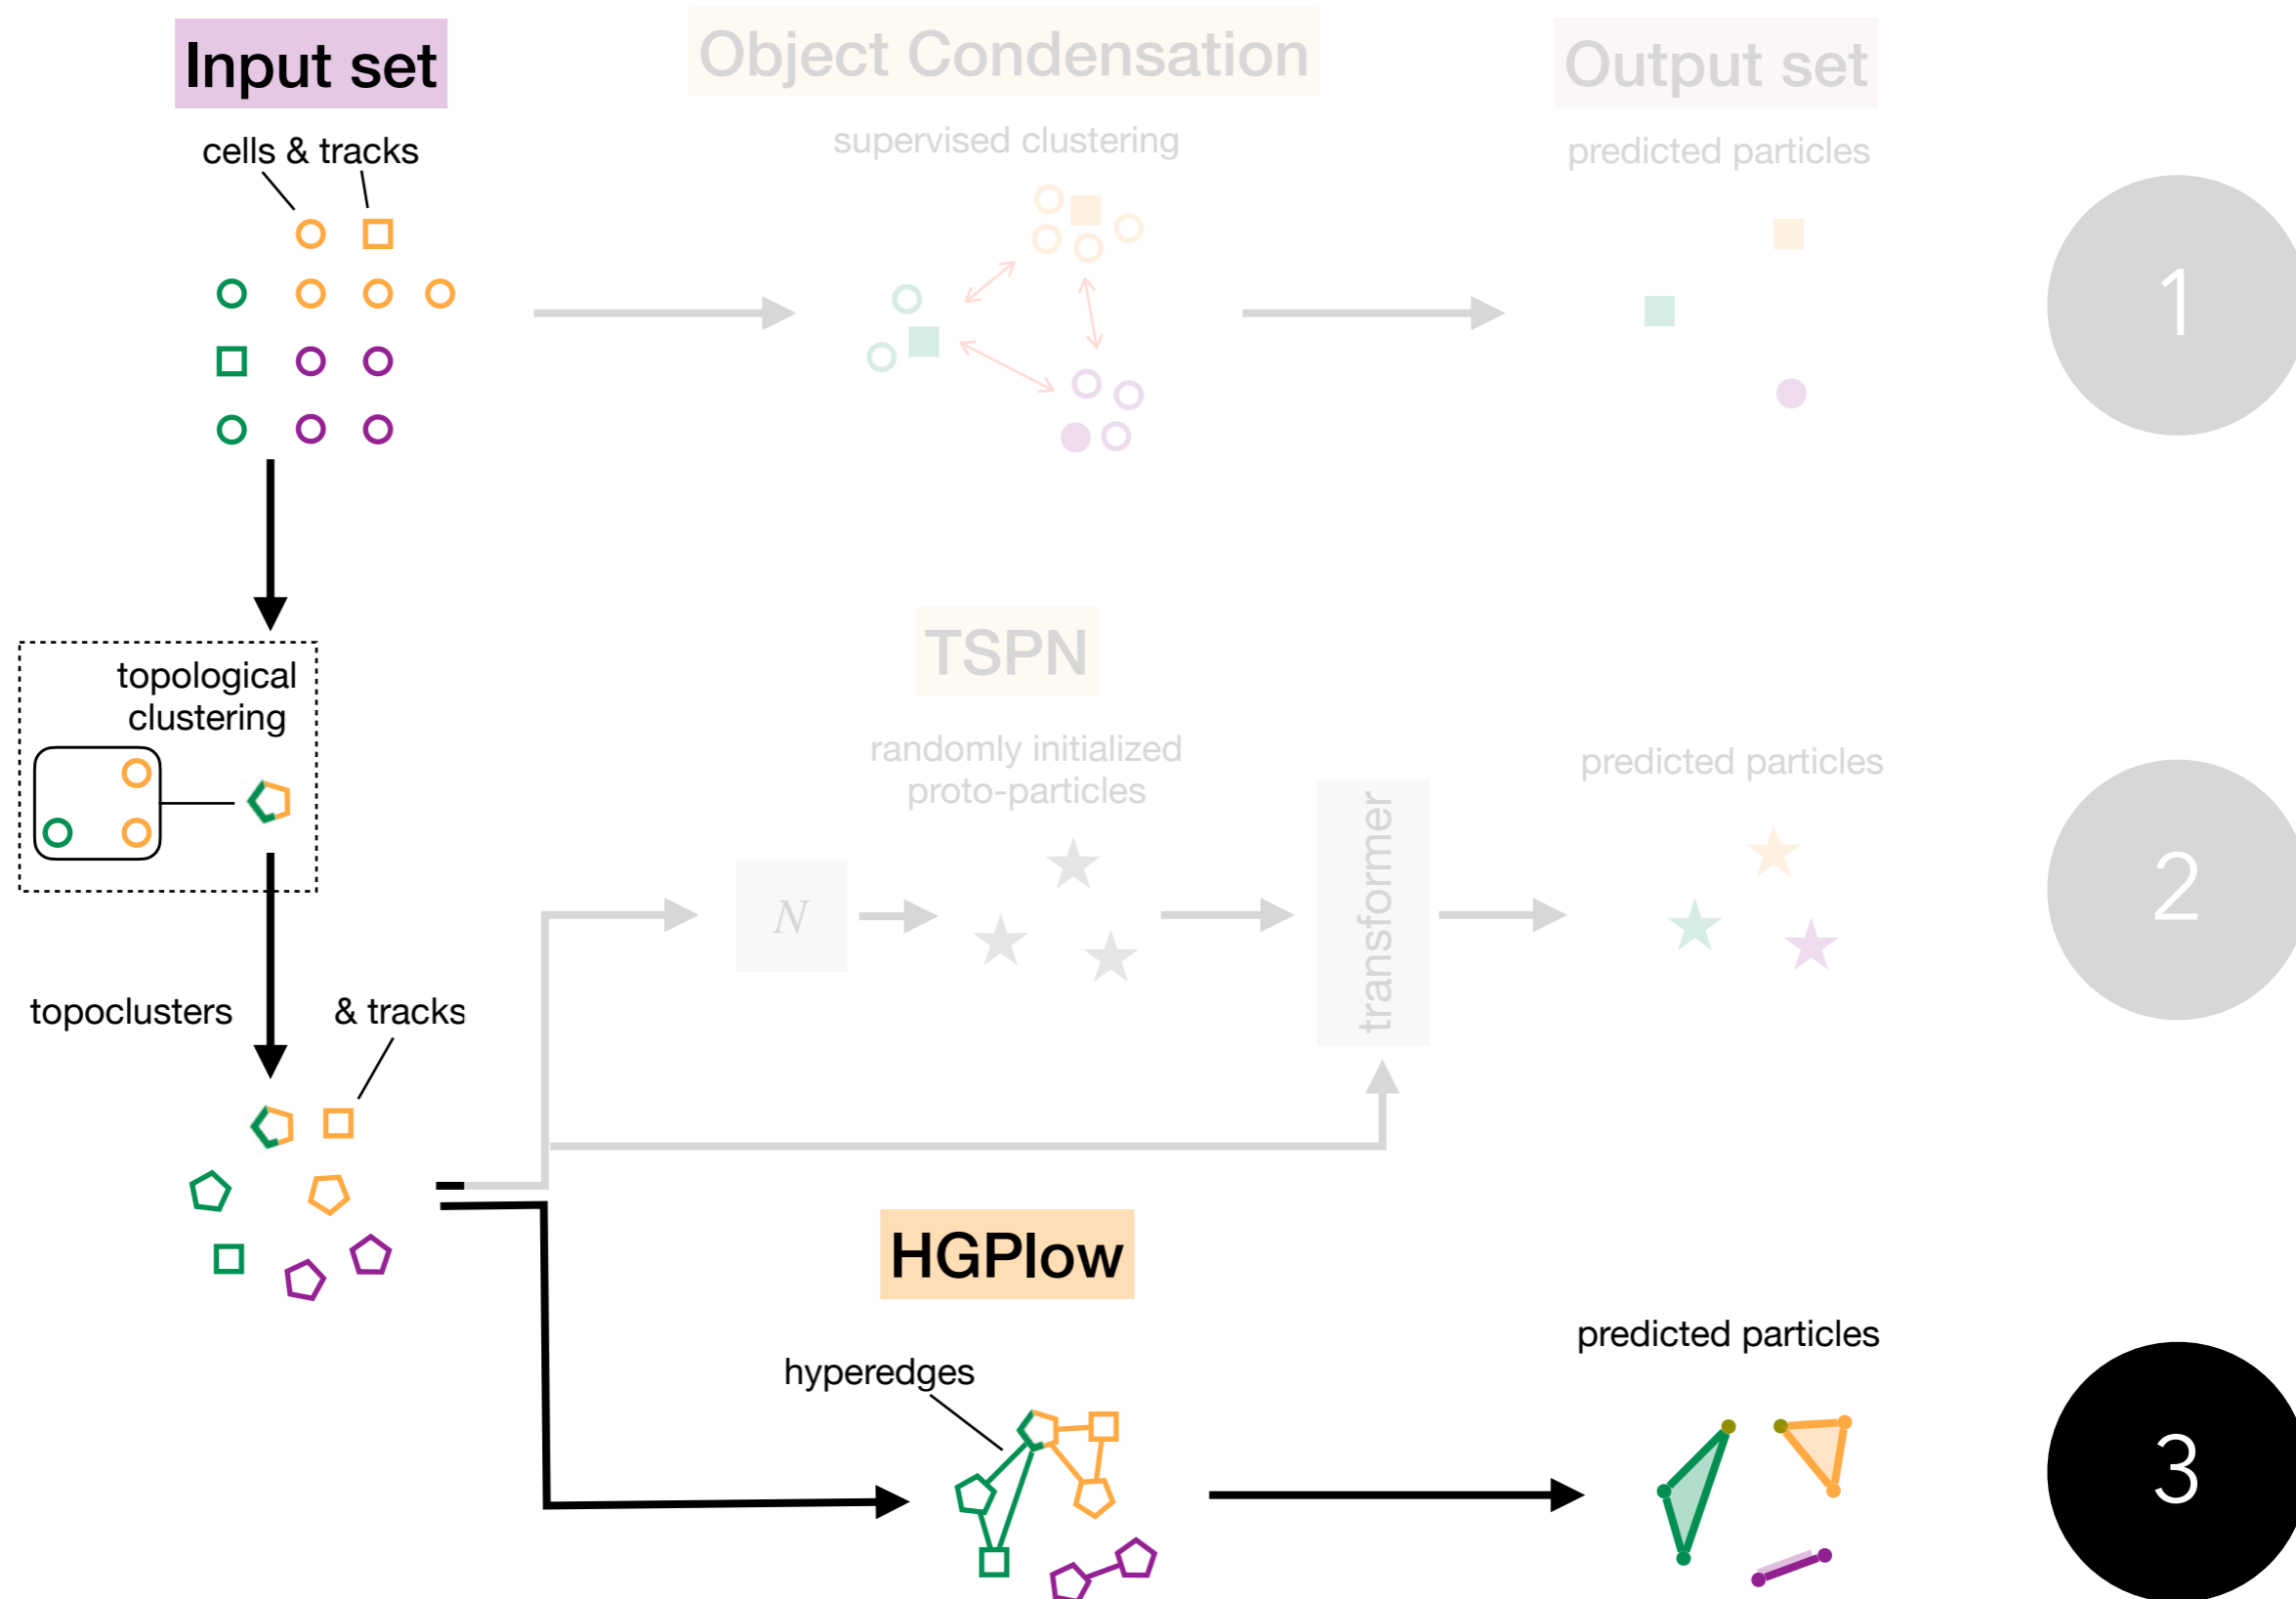 Input set
Object Condensation
Output set
cells & tracks
supervised clustering
predicted particles
1
topological
clustering
TSPN
randomly initialized
proto-particles
N
transformer
predicted particles
2
topoclusters
& tracks
HGPlow
hyperedges
predicted particles
3